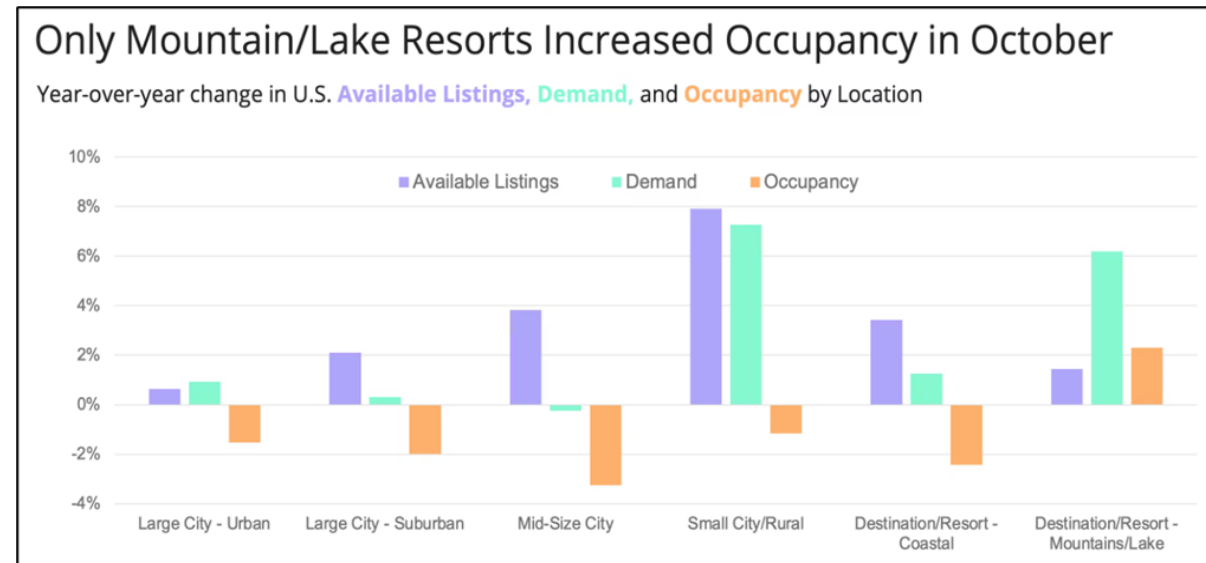 Only Mountain/Lake Resorts Increased Occupancy in October
Year-over-year change in U.S. Available Listings, Demand, and Occupancy by Location
10%
Available Listings
Demand
Occupancy
8%
6%
4%
2%
0%
-2%
-4%
Large City - Urban
Large City - Suburban
Mid-Size City
Small City/Rural
Destination/Resort -
Coastal
Destination/Resort -
Mountains/Lake